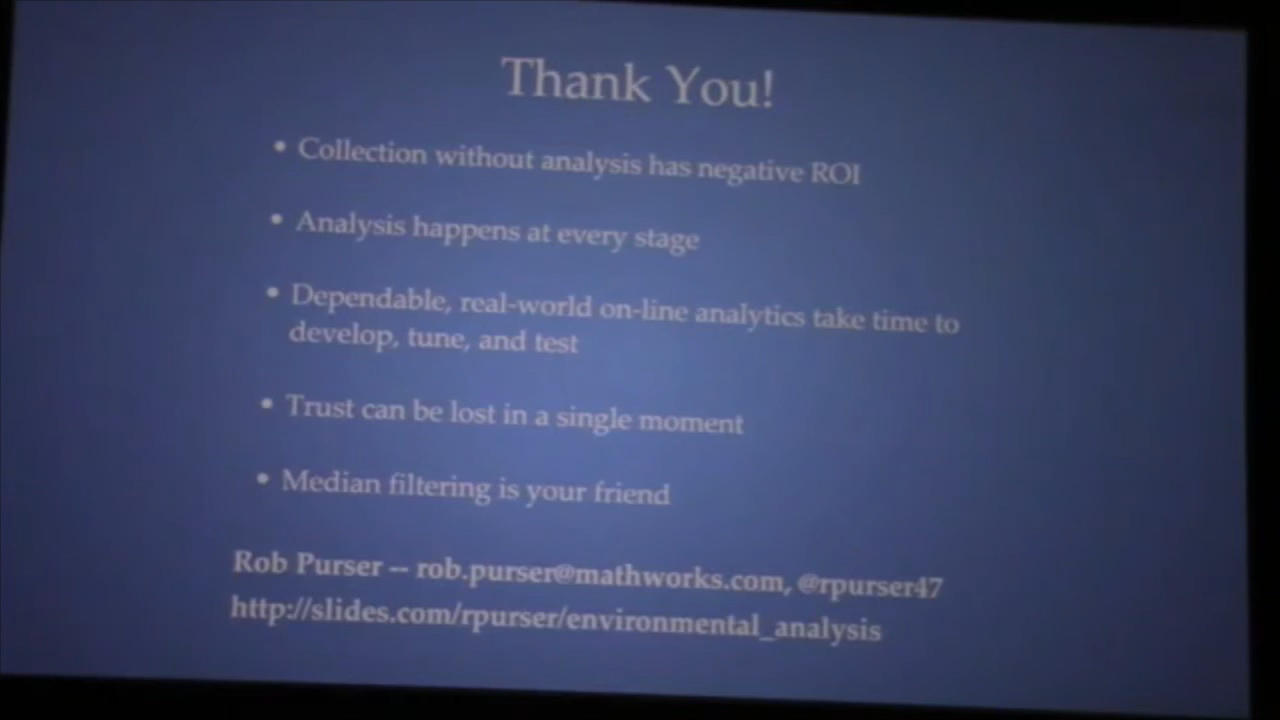 Thank You!
• Collection without analysis has negative ROI
• Analysis happens at every stage
• Dependable, real-world on-line analytics take time to
develop, tune, and test
• Trust can be lost in a single moment
• Median filtering is your friend
Rob Purser -- rob.purser@mathworks.com, @rpurser47
http://slides.com/rpurser/environmental_analysis